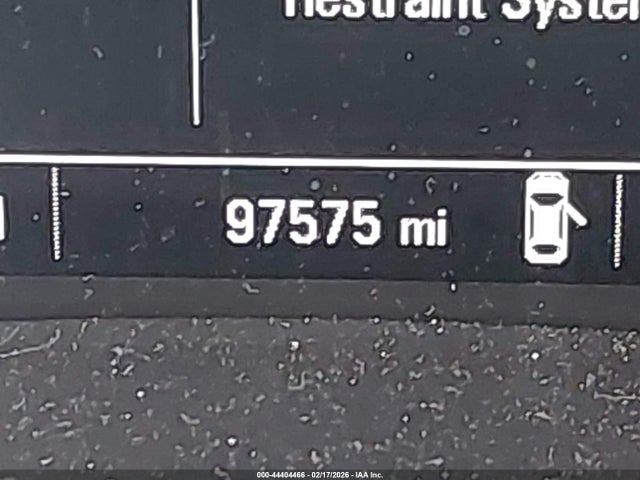 Restraint System
97575 mi
000-44404466 - 02/17/2026 - IAA Inc.